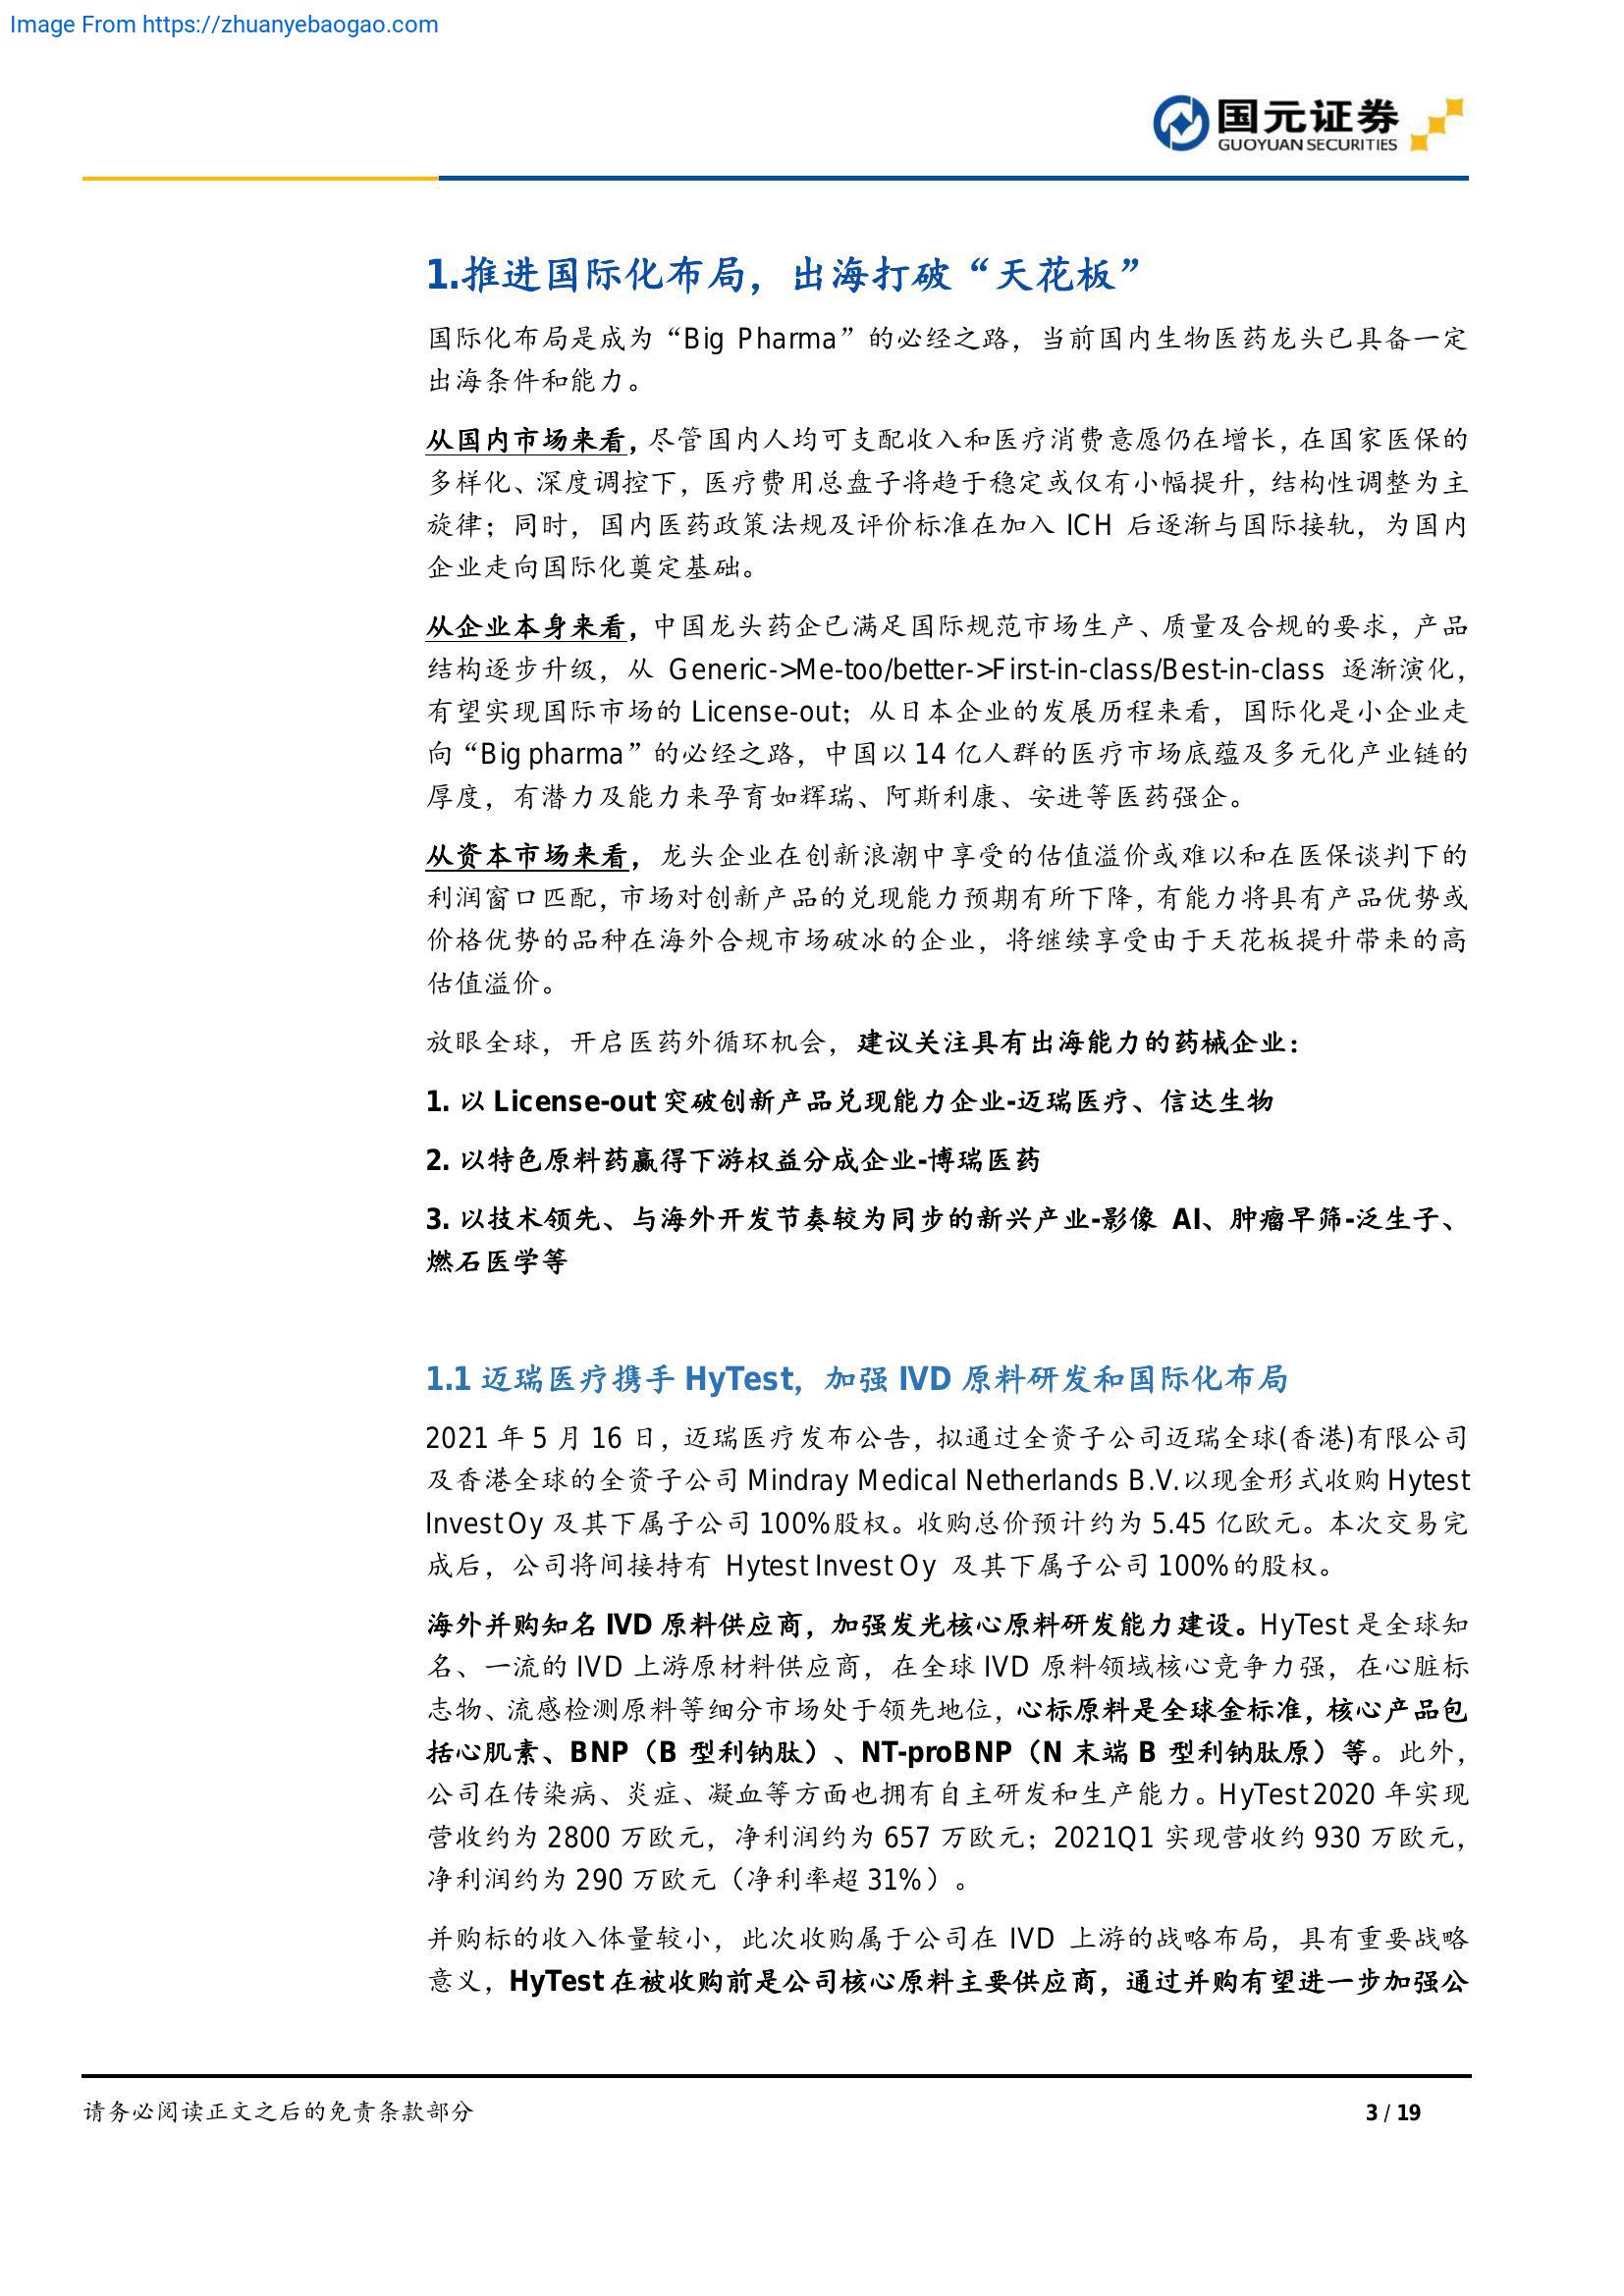 Image From https://zhuanyebaogao.com
国元证券
GUOYUAN SECURITIES
1.推进国际化布局，出海打破“天花板”
国际化布局是成为“Big Pharma”的必经之路，当前国内生物医药龙头已具备一定
出海条件和能力。
从国内市场来看，尽管国内人均可支配收入和医疗消费意愿仍在增长，在国家医保的
多样化、深度调控下，医疗费用总盘子将趋于稳定或仅有小幅提升，结构性调整为主
旋律；同时，国内医药政策法规及评价标准在加入 ICH 后逐渐与国际接轨，为国内
企业走向国际化奠定基础。
从企业本身来看，中国龙头药企已满足国际规范市场生产、质量及合规的要求，产品
结构逐步升级，从 Generic->Me-too/better->First-in-class/Best-in-class 逐渐演化，
有望实现国际市场的 License-out；从日本企业的发展历程来看，国际化是小企业走
向“Big pharma”的必经之路，中国以 14 亿人群的医疗市场底蕴及多元化产业链的
厚度，有潜力及能力来孕育如辉瑞、阿斯利康、安进等医药强企。
从资本市场来看，龙头企业在创新浪潮中享受的估值溢价或难以和在医保谈判下的
利润窗口匹配，市场对创新产品的兑现能力预期有所下降，有能力将具有产品优势或
价格优势的品种在海外合规市场破冰的企业，将继续享受由于天花板提升带来的高
估值溢价。
放眼全球，开启医药外循环机会，建议关注具有出海能力的药械企业：
1. 以 License-out 突破创新产品兑现能力企业-迈瑞医疗、信达生物
2. 以特色原料药赢得下游权益分成企业-博瑞医药
3. 以技术领先、与海外开发节奏较为同步的新兴产业-影像 AI、肿瘤早筛-泛生子、
燃石医学等
1.1 迈瑞医疗携手 HyTest，加强 IVD 原料研发和国际化布局
2021 年 5 月 16 日，迈瑞医疗发布公告，拟通过全资子公司迈瑞全球(香港)有限公司
及香港全球的全资子公司 Mindray Medical Netherlands B.V.以现金形式收购 Hytest
Invest Oy 及其下属子公司 100%股权。收购总价预计约为 5.45 亿欧元。本次交易完
成后，公司将间接持有 Hytest Invest Oy 及其下属子公司 100%的股权。
海外并购知名 IVD 原料供应商，加强发光核心原料研发能力建设。HyTest 是全球知
名、一流的 IVD 上游原材料供应商，在全球 IVD 原料领域核心竞争力强，在心脏标
志物、流感检测原料等细分市场处于领先地位，心标原料是全球金标准，核心产品包
括心肌素、BNP（B 型利钠肽）、NT-proBNP（N 末端 B 型利钠肽原）等。此外，
公司在传染病、炎症、凝血等方面也拥有自主研发和生产能力。HyTest 2020 年实现
营收约为 2800 万欧元，净利润约为 657 万欧元；2021Q1 实现营收约 930 万欧元，
净利润约为 290 万欧元（净利率超 31%）。
并购标的收入体量较小，此次收购属于公司在 IVD 上游的战略布局，具有重要战略
意义，HyTest 在被收购前是公司核心原料主要供应商，通过并购有望进一步加强公
请务必阅读正文之后的免责条款部分
3 / 19